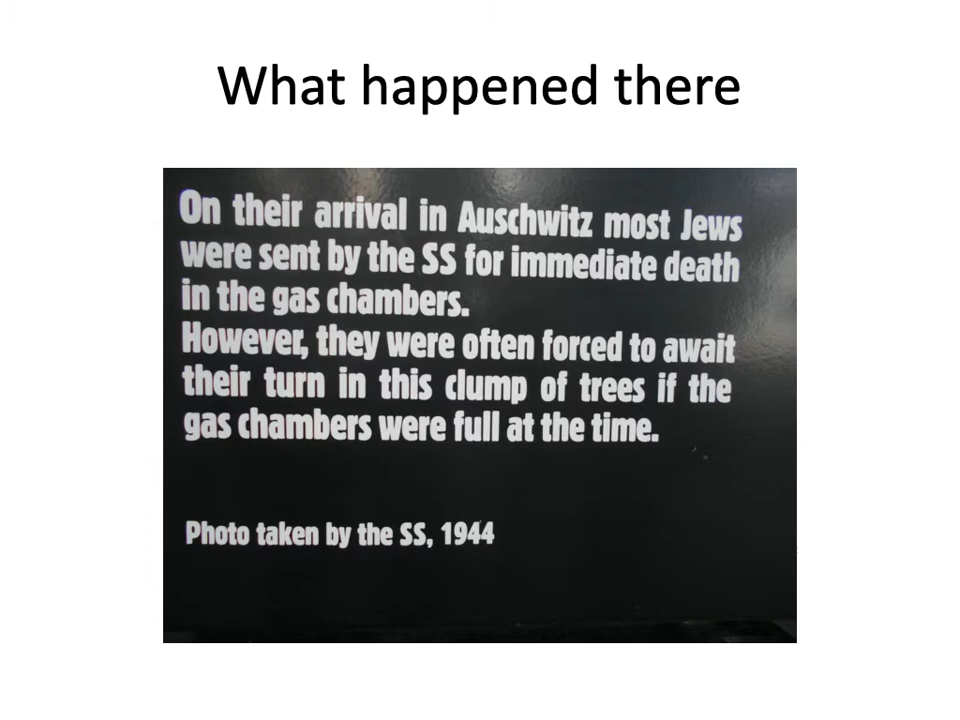 What happened there
On their arrival in Auschwitz most Jews
were sent by the SS for immediate death
in the gas chambers.
However, they were often forced to await
their turn in this clump of trees if the
gas chambers were full at the time.
Photo taken by the SS, 1944